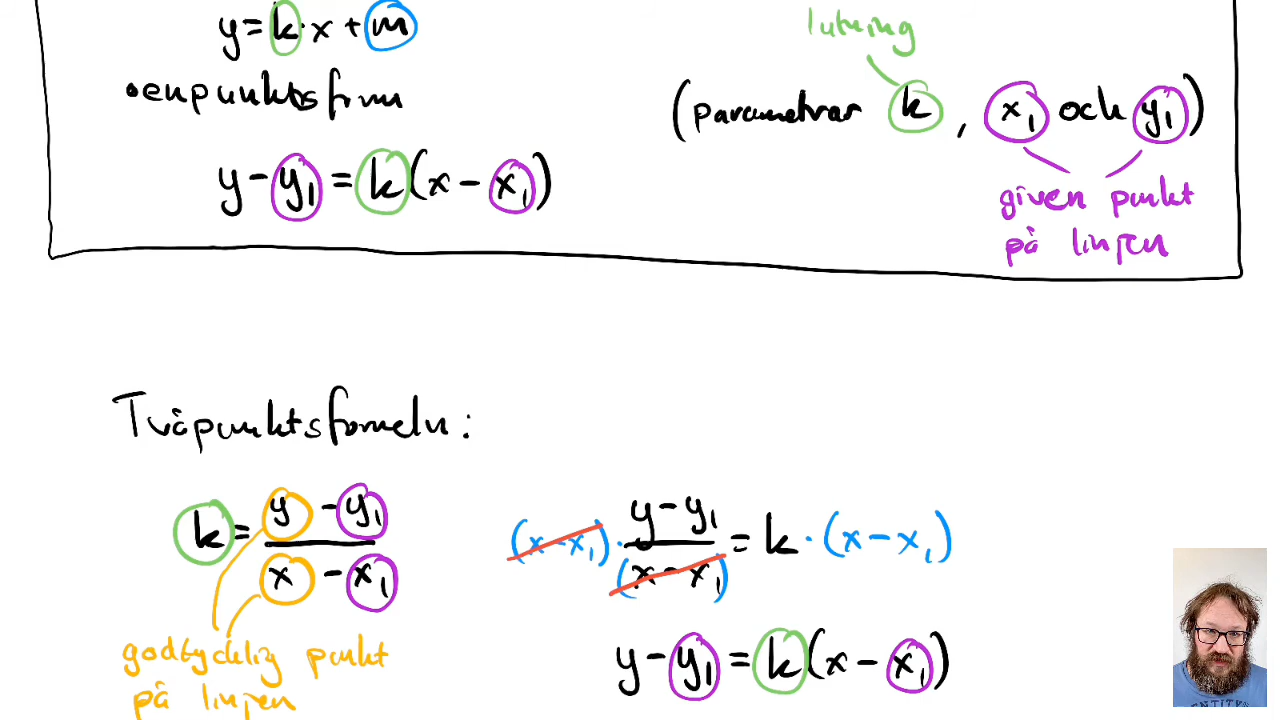 y=k·x+m
lutning
•enpunktsform
(parametrar k, x₁ och y₁)
y-y₁=k(x-x₁)
given punkt
på linjen
Tvåpunktsformeln:
k=(y-y₁)/(x-x₁)
(x-x₁)·(y-y₁)/(x-x₁)=k·(x-x₁)
godtycklig punkt
på linjen
y-y₁=k(x-x₁)
ENTITY